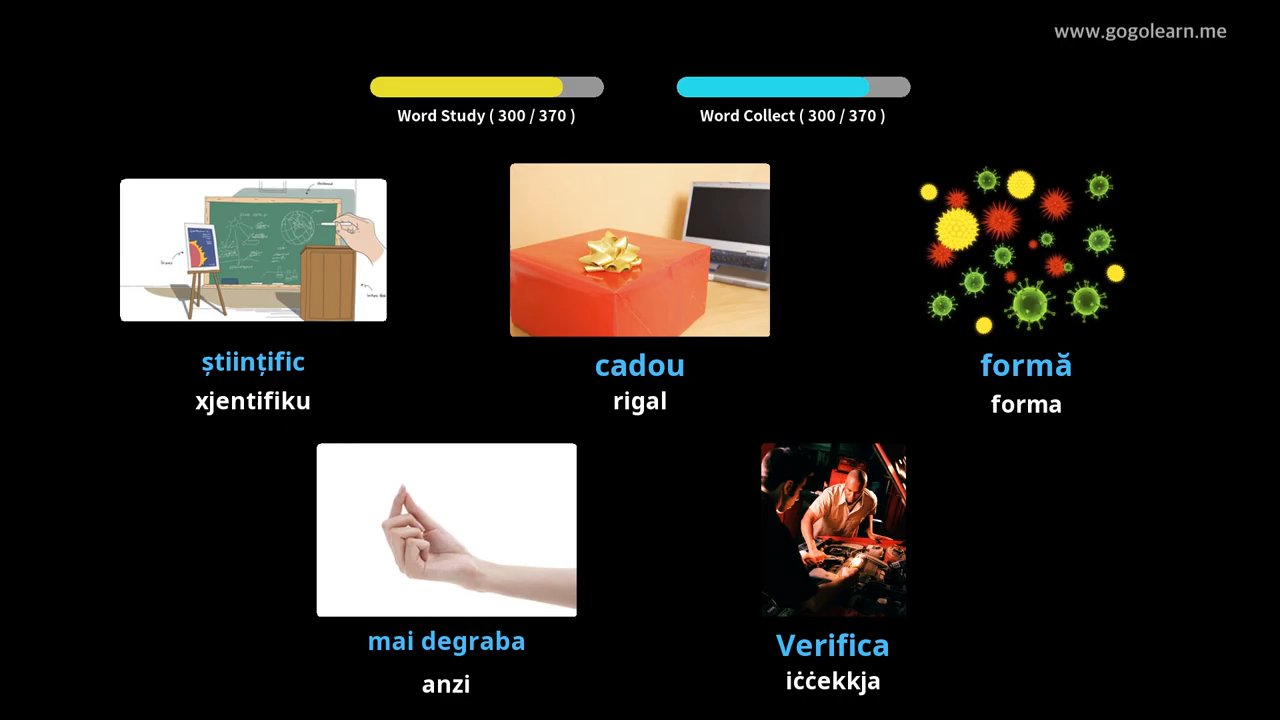 www.gogolearn.me
Word Study ( 300 / 370 )
Word Collect ( 300 / 370 )
științific
xjentifiku
cadou
rigal
formă
forma
mai degraba
anzi
Verifica
iċċekkja